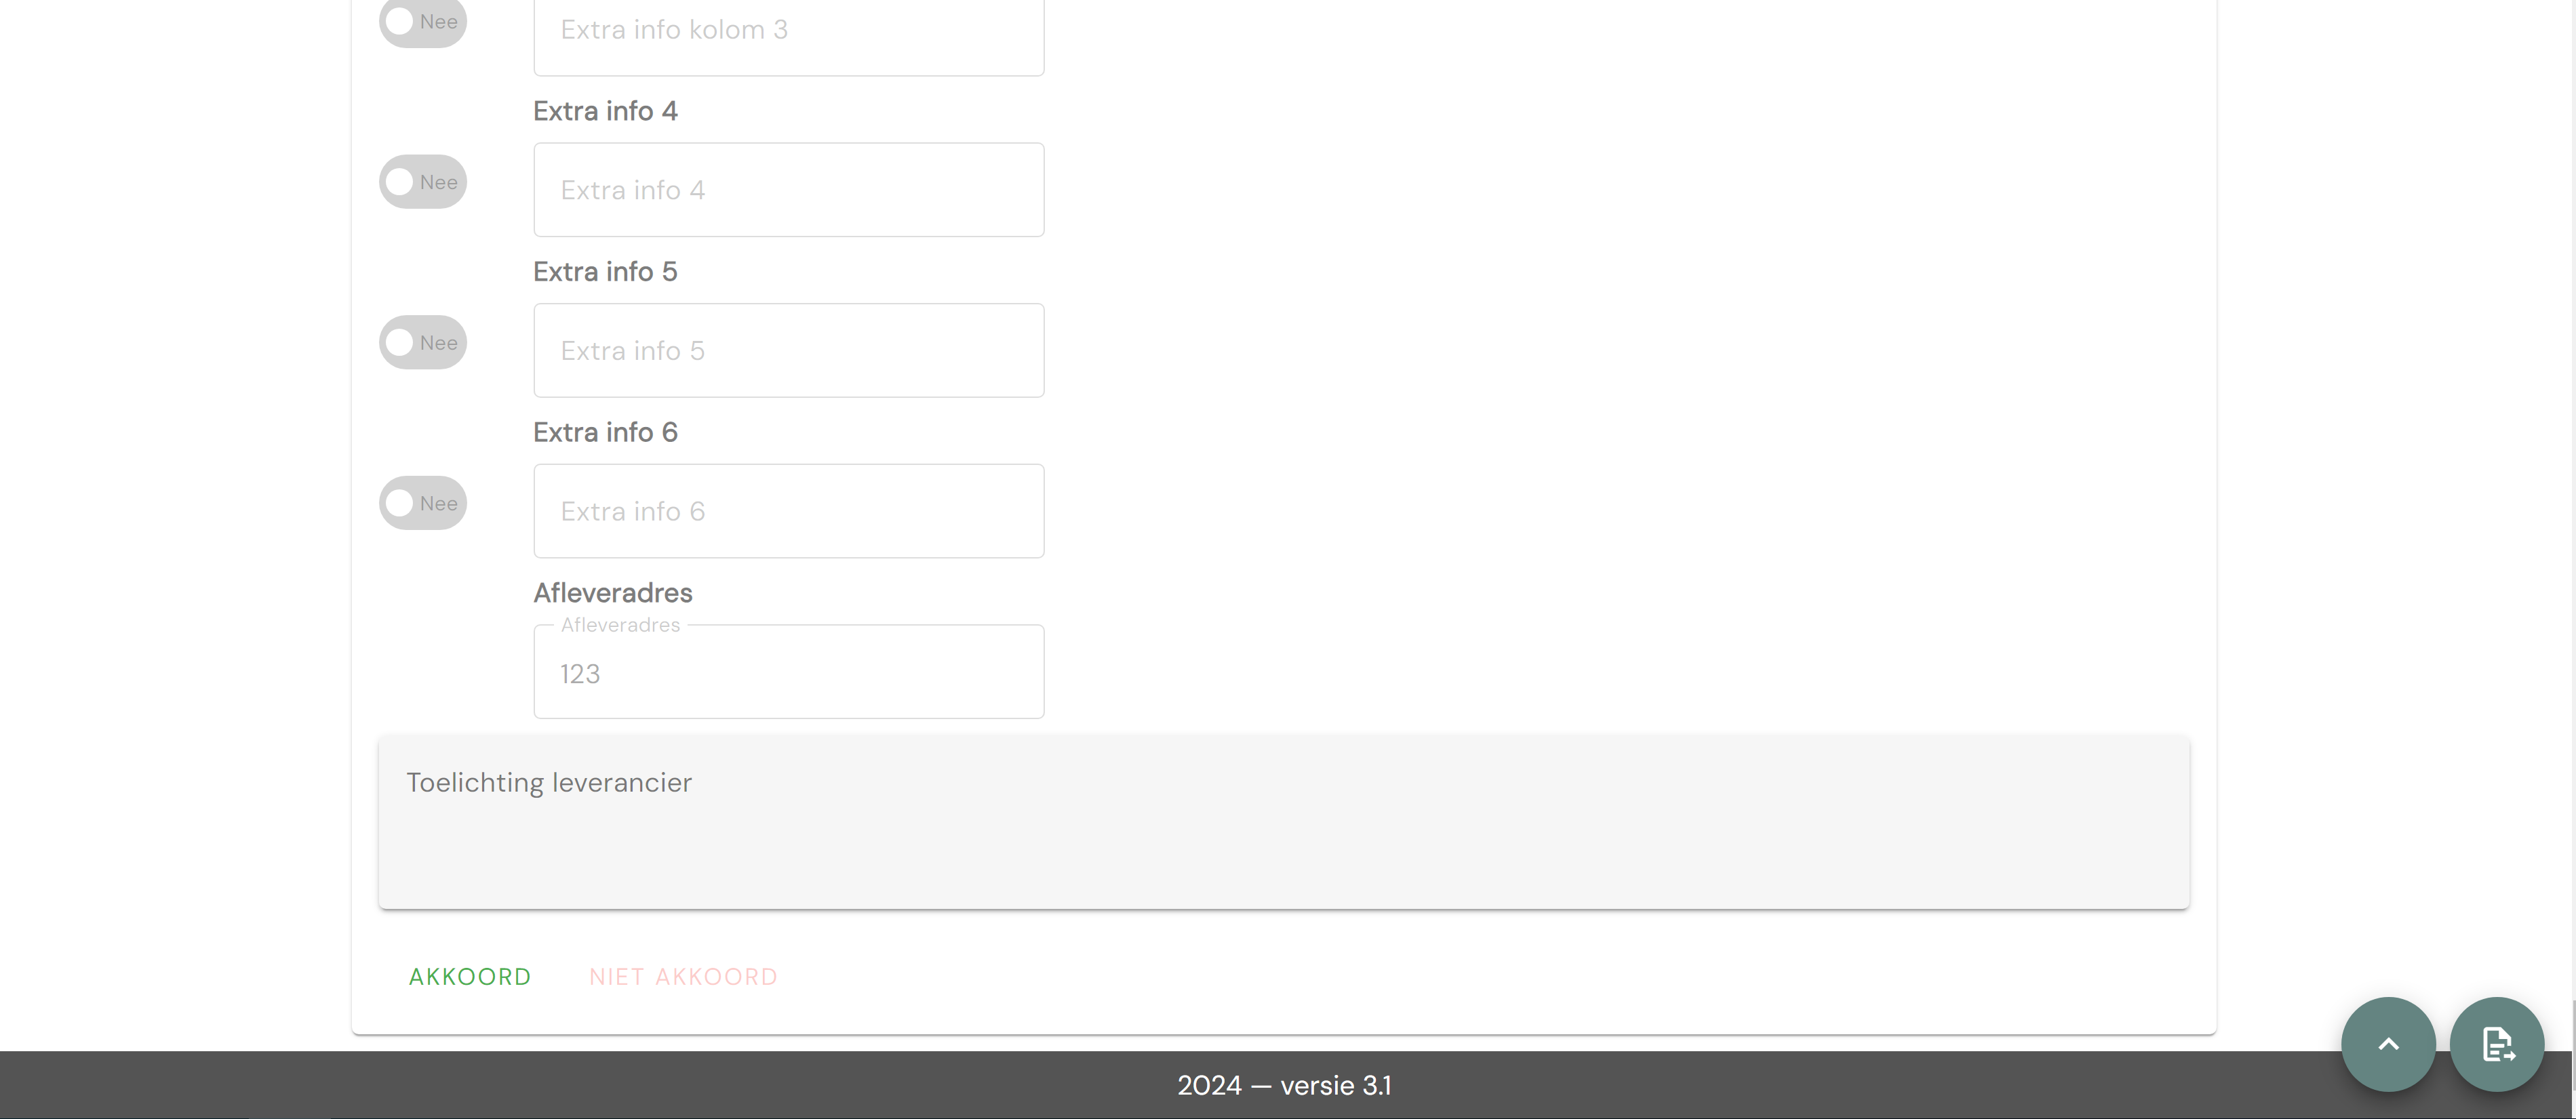 Nee
Extra info kolom 3
Extra info 4
Nee
Extra info 4
Extra info 5
Nee
Extra info 5
Extra info 6
Nee
Extra info 6
Afleveradres
Afleveradres
123
Toelichting leverancier
AKKOORD
NIET AKKOORD
2024 — versie 3.1